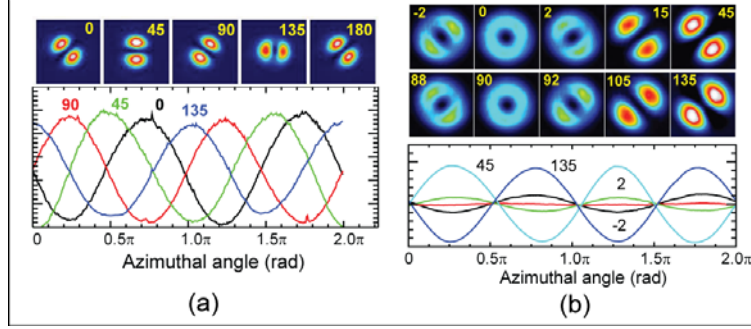 0 45 90 135 180
90 45 0 135
0 0.5π 1.0π 1.5π 2.0π
Azimuthal angle (rad)
(a)
-2 0 2 15 45
88 90 92 105 135
45 135
2
-2
0 0.5π 1.0π 1.5π 2.0π
Azimuthal angle (rad)
(b)